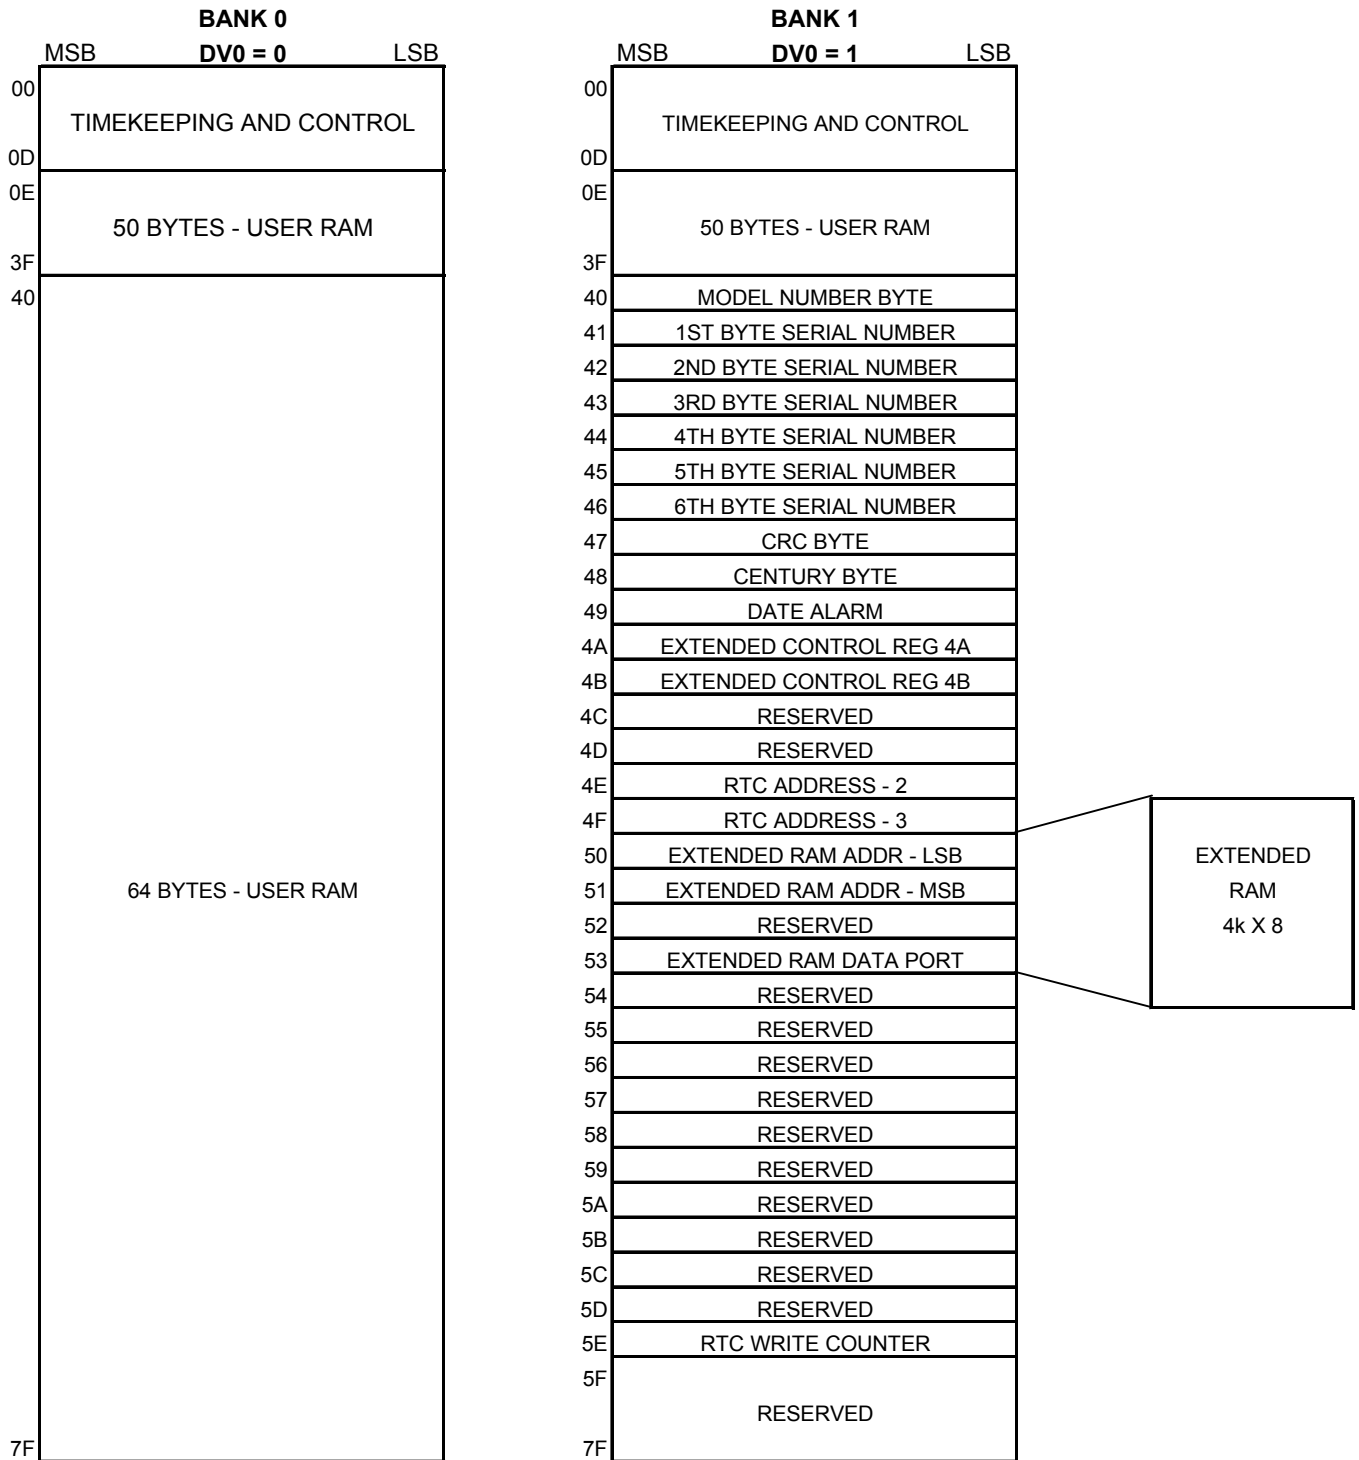 BANK 0
MSB DV0 = 0 LSB
00
TIMEKEEPING AND CONTROL
0D
0E
50 BYTES - USER RAM
3F
40
64 BYTES - USER RAM
7F
BANK 1
MSB DV0 = 1 LSB
00
TIMEKEEPING AND CONTROL
0D
0E
50 BYTES - USER RAM
3F
40 MODEL NUMBER BYTE
41 1ST BYTE SERIAL NUMBER
42 2ND BYTE SERIAL NUMBER
43 3RD BYTE SERIAL NUMBER
44 4TH BYTE SERIAL NUMBER
45 5TH BYTE SERIAL NUMBER
46 6TH BYTE SERIAL NUMBER
47 CRC BYTE
48 CENTURY BYTE
49 DATE ALARM
4A EXTENDED CONTROL REG 4A
4B EXTENDED CONTROL REG 4B
4C RESERVED
4D RESERVED
4E RTC ADDRESS - 2
4F RTC ADDRESS - 3
50 EXTENDED RAM ADDR - LSB
51 EXTENDED RAM ADDR - MSB
52 RESERVED
53 EXTENDED RAM DATA PORT
54 RESERVED
55 RESERVED
56 RESERVED
57 RESERVED
58 RESERVED
59 RESERVED
5A RESERVED
5B RESERVED
5C RESERVED
5D RESERVED
5E RTC WRITE COUNTER
5F
RESERVED
7F
EXTENDED
RAM
4k X 8